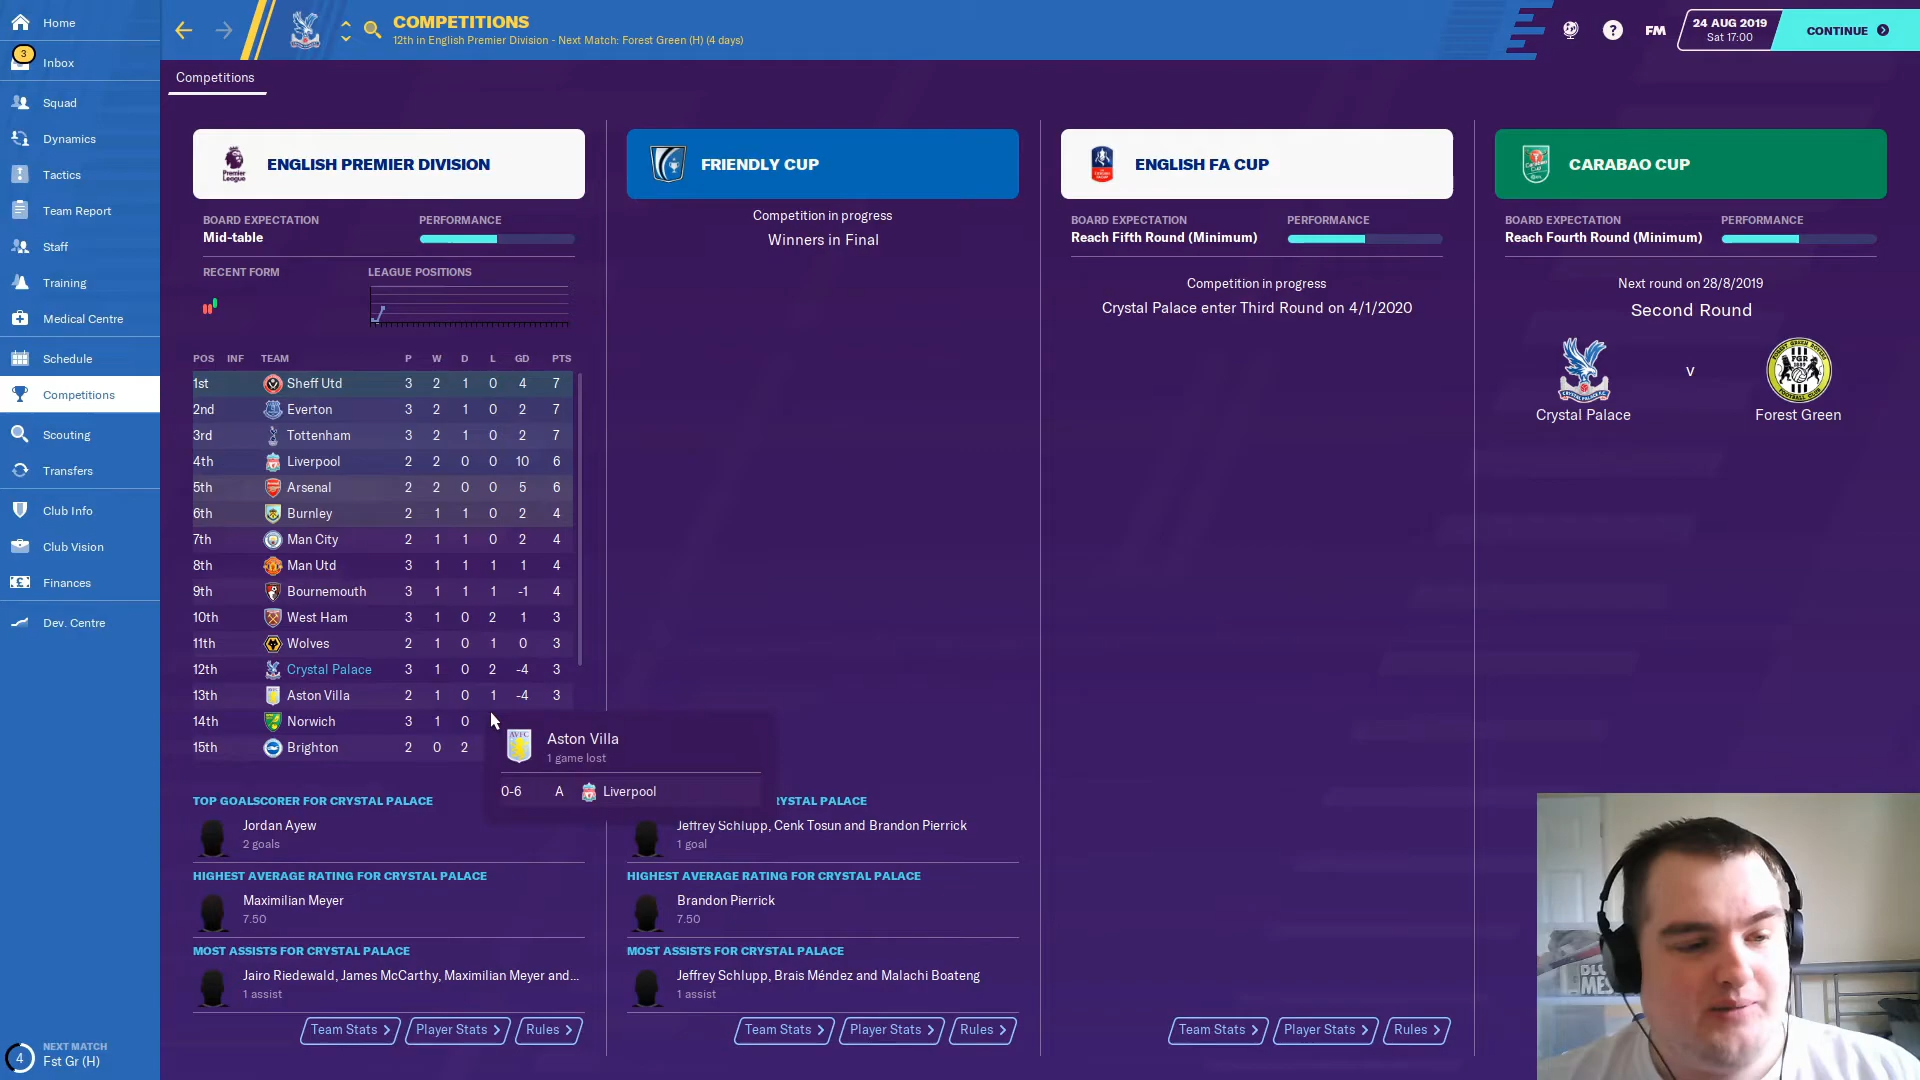 Home
3
Inbox
Squad
Dynamics
Tactics
Team Report
Staff
Training
Medical Centre
Schedule
Competitions
Scouting
Transfers
Club Info
Club Vision
Finances
Dev. Centre
4 NEXT MATCH
Fst Gr (H)
COMPETITIONS
12th in English Premier Division - Next Match: Forest Green (H) (4 days)
? FM
24 AUG 2019
Sat 17:00
CONTINUE
Competitions
Premier League
ENGLISH PREMIER DIVISION
BOARD EXPECTATION PERFORMANCE
Mid-table
RECENT FORM LEAGUE POSITIONS
POS INF TEAM P W D L GD PTS
1st Sheff Utd 3 2 1 0 4 7
2nd Everton 3 2 1 0 2 7
3rd Tottenham 3 2 1 0 2 7
4th Liverpool 2 2 0 0 10 6
5th Arsenal 2 2 0 0 5 6
6th Burnley 2 1 1 0 2 4
7th Man City 2 1 1 0 2 4
8th Man Utd 3 1 1 1 1 4
9th Bournemouth 3 1 1 1 -1 4
10th West Ham 3 1 0 2 1 3
11th Wolves 2 1 0 1 0 3
12th Crystal Palace 3 1 0 2 -4 3
13th Aston Villa 2 1 0 1 -4 3
14th Norwich 3 1 0
15th Brighton 2 0 2
AVFC
Aston Villa
1 game lost
0-6 A Liverpool
TOP GOALSCORER FOR CRYSTAL PALACE
Jordan Ayew
2 goals
HIGHEST AVERAGE RATING FOR CRYSTAL PALACE
Maximilian Meyer
7.50
MOST ASSISTS FOR CRYSTAL PALACE
Jairo Riedewald, James McCarthy, Maximilian Meyer and...
1 assist
Team Stats > Player Stats > Rules >
FRIENDLY CUP
Competition in progress
Winners in Final
RYSTAL PALACE
Jeffrey Schlupp, Cenk Tosun and Brandon Pierrick
1 goal
HIGHEST AVERAGE RATING FOR CRYSTAL PALACE
Brandon Pierrick
7.50
MOST ASSISTS FOR CRYSTAL PALACE
Jeffrey Schlupp, Brais Méndez and Malachi Boateng
1 assist
Team Stats > Player Stats > Rules >
ENGLISH FA CUP
BOARD EXPECTATION PERFORMANCE
Reach Fifth Round (Minimum)
Competition in progress
Crystal Palace enter Third Round on 4/1/2020
Team Stats > Player Stats > Rules >
CARABAO CUP
BOARD EXPECTATION PERFORMANCE
Reach Fourth Round (Minimum)
Next round on 28/8/2019
Second Round
v
Crystal Palace Forest Green